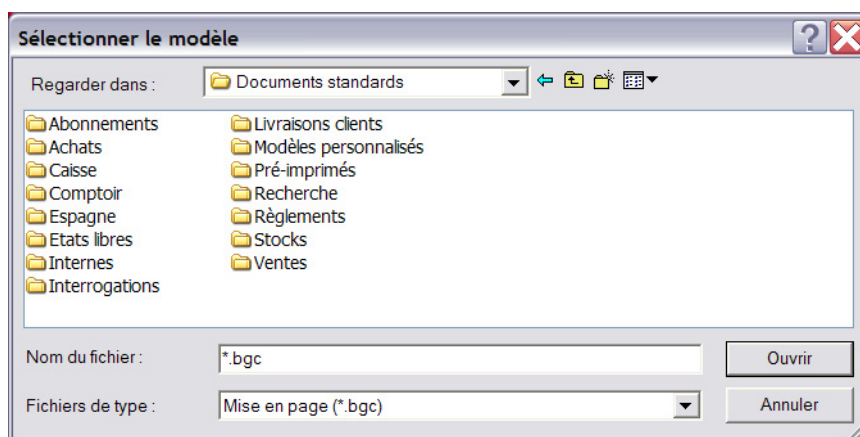 Sélectionner le modèle
Regarder dans :
Documents standards
Abonnements
Achats
Caisse
Comptoir
Espagne
Etats libres
Internes
Interrogations
Livraisons clients
Modèles personnalisés
Pré-imprimés
Recherche
Règlements
Stocks
Ventes
Nom du fichier :
*.bgc
Ouvrir
Fichiers de type :
Mise en page (*.bgc)
Annuler